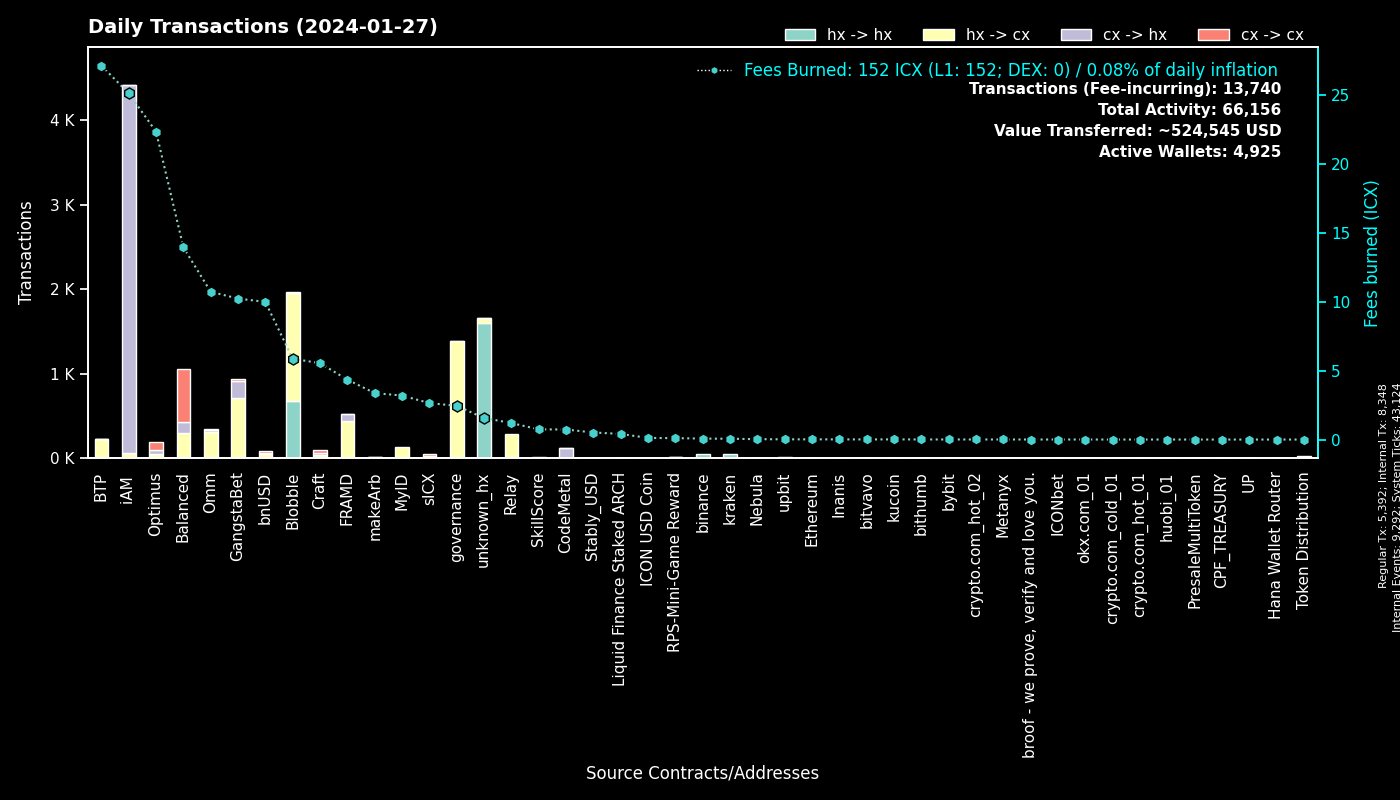 Daily Transactions (2024-01-27)
hx -> hx
hx -> cx
cx -> hx
cx -> cx
Fees Burned: 152 ICX (L1: 152; DEX: 0) / 0.08% of daily inflation
Transactions (Fee-incurring): 13,740
Total Activity: 66,156
Value Transferred: ~524,545 USD
Active Wallets: 4,925
Transactions
4 K
3 K
2 K
1 K
0 K
25
20
15
10
5
0
Fees burned (ICX)
BTP
iAM
Optimus
Balanced
Omm
GangstaBet
bnUSD
Blobble
Craft
FRAMD
makeArb
MyID
sICX
governance
unknown_hx
Relay
SkillScore
CodeMetal
Stably_USD
Liquid Finance Staked ARCH
ICON USD Coin
RPS-Mini-Game Reward
binance
kraken
Nebula
upbit
Ethereum
Inanis
bitvavo
kucoin
bithumb
bybit
crypto.com_hot_02
Metanyx
broof - we prove, verify and love you.
ICONbet
okx.com_01
crypto.com_cold_01
crypto.com_hot_01
huobi_01
PresaleMultiToken
CPF_TREASURY
UP
Hana Wallet Router
Token Distribution
Source Contracts/Addresses
Regular Tx: 5,392; Internal Tx: 8,348
Internal Events: 9,292; System Ticks: 43,124